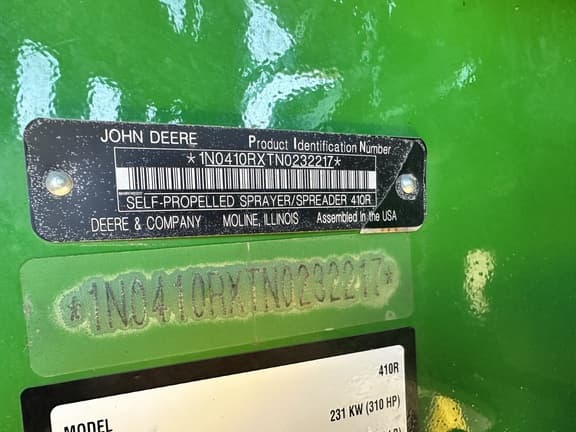 JOHN DEERE Product Identification Number
*1N0410RXTN0232217*
SELF-PROPELLED SPRAYER/SPREADER 410R
DEERE & COMPANY MOLINE, ILLINOIS Assembled in the USA
*1N0410RXTN0232217*
410R
MODEL 231 KW (310 HP)